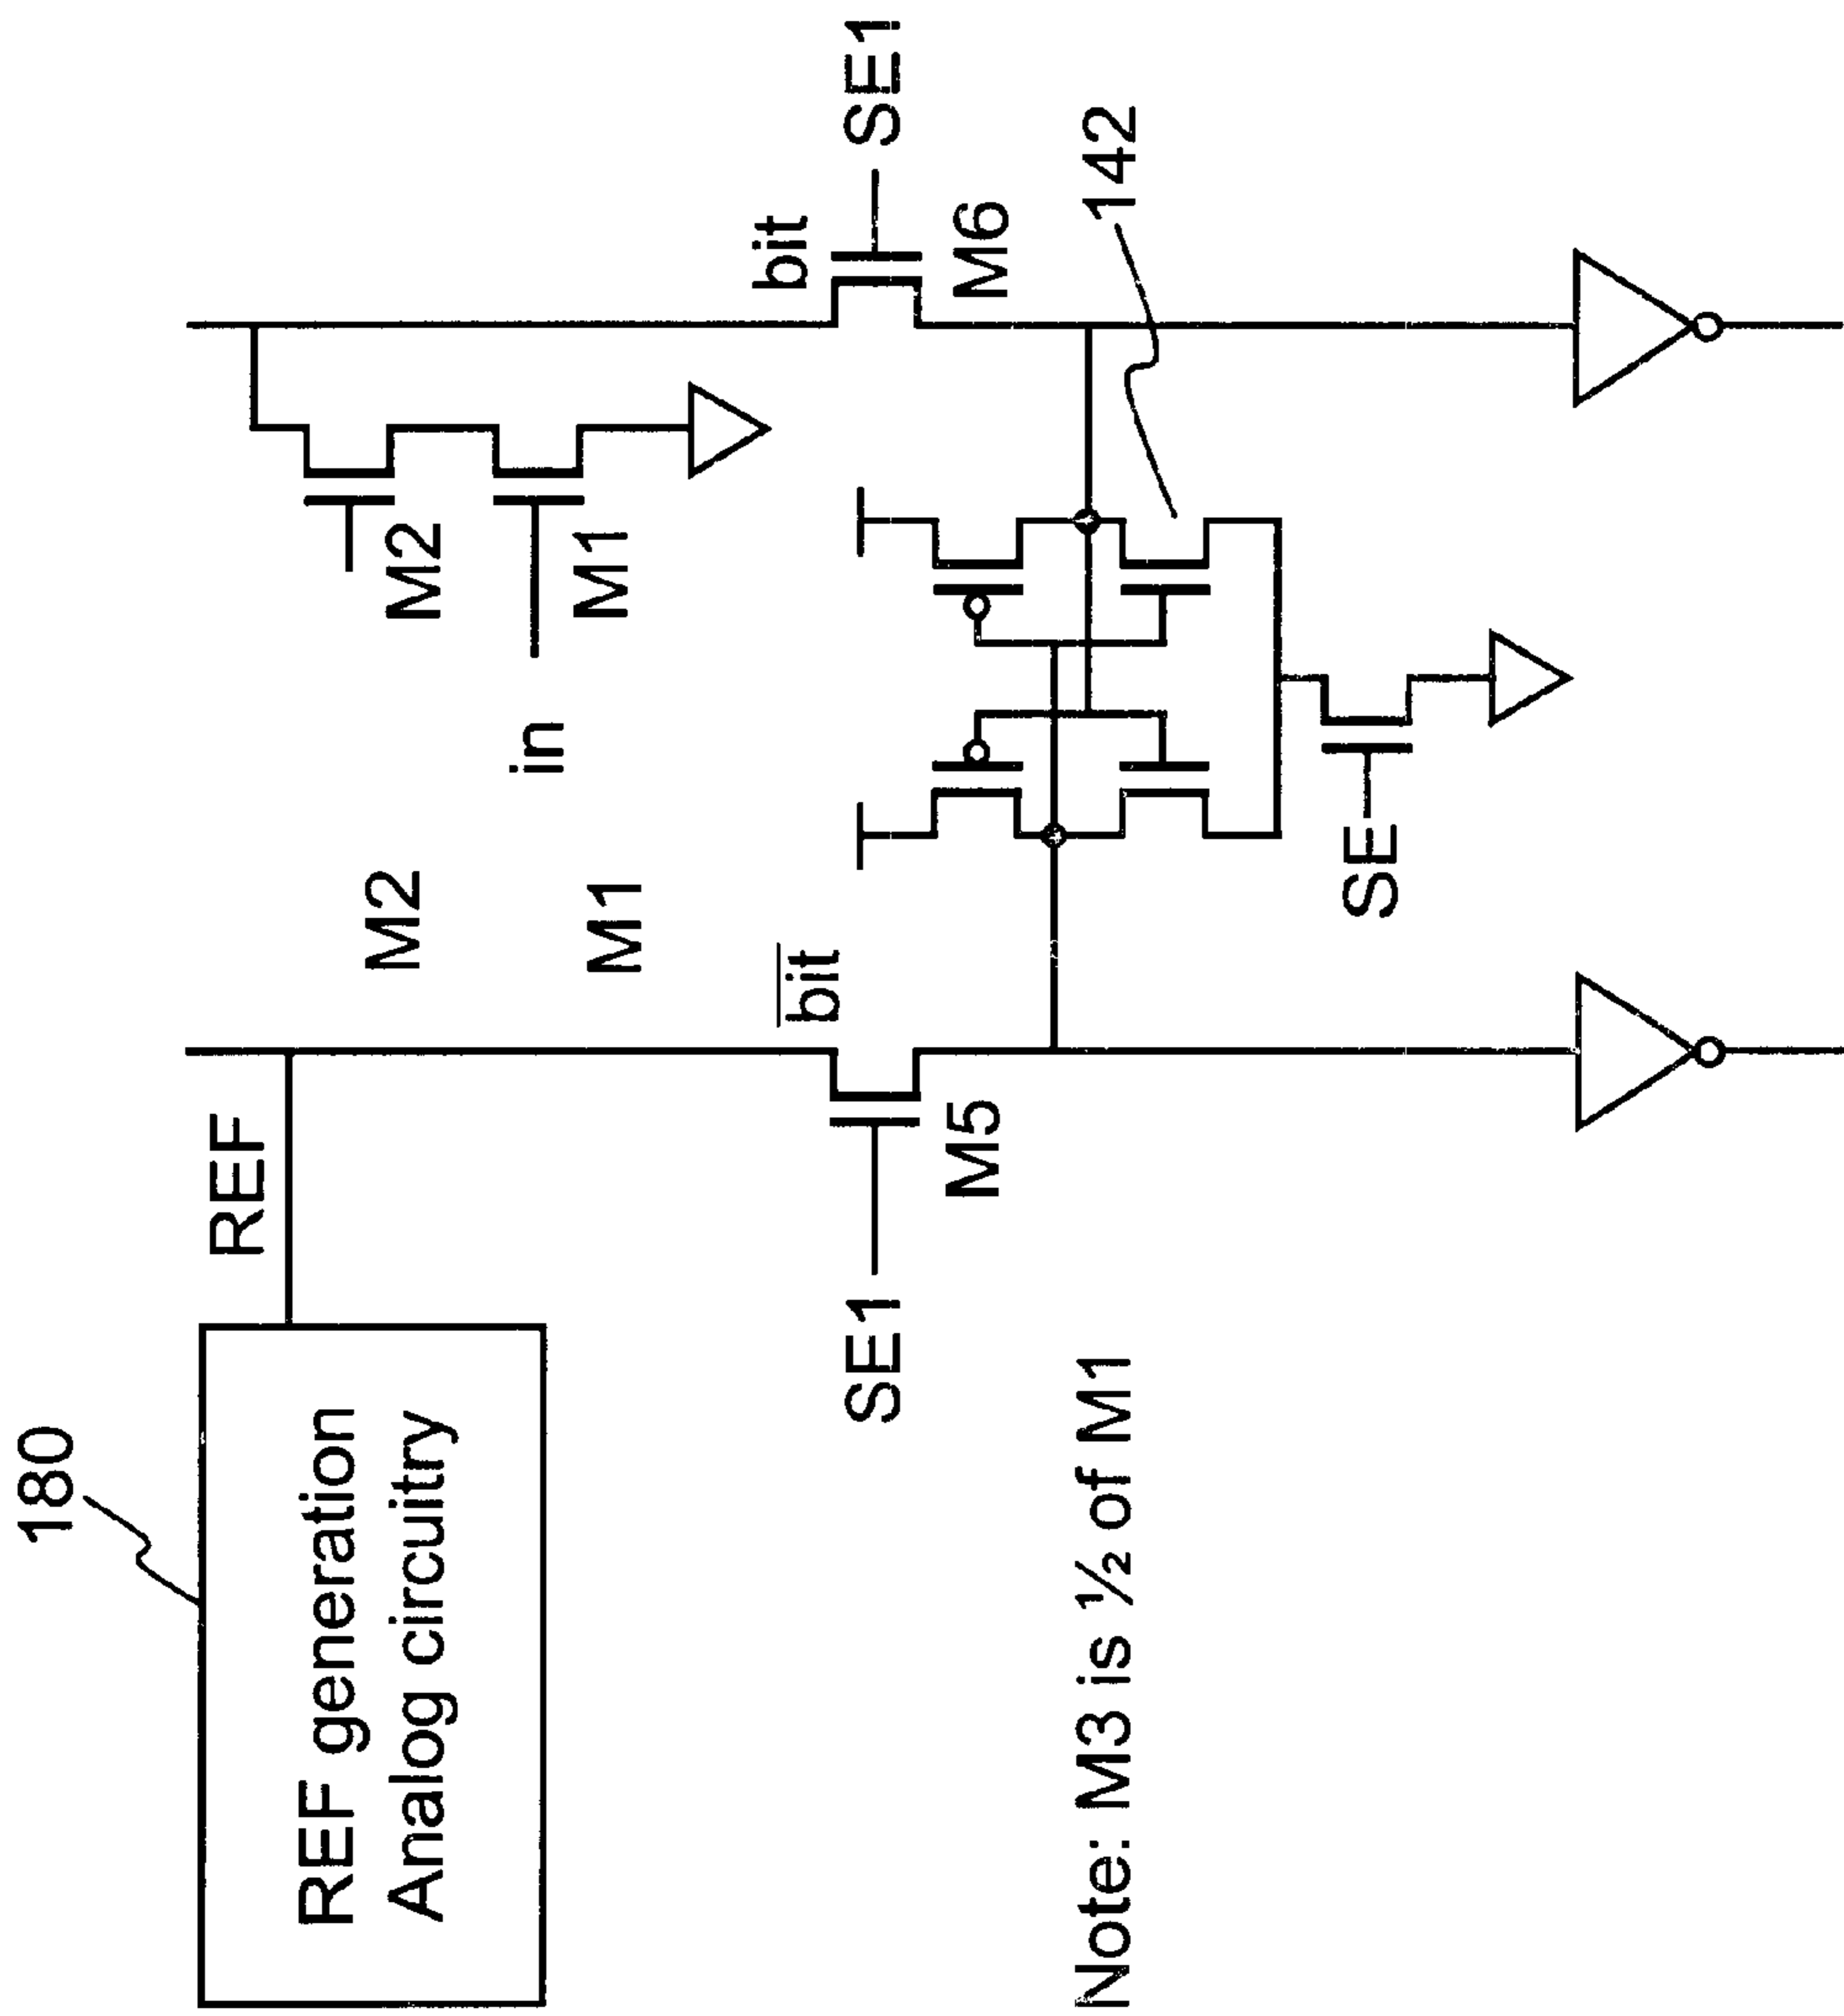 180
REF
REF generation
Analog circuitry
M2
M2
in
M1
M1
bit
bit
SE1
SE1
M5
M6
Note: M3 is ½ of M1
142
SE